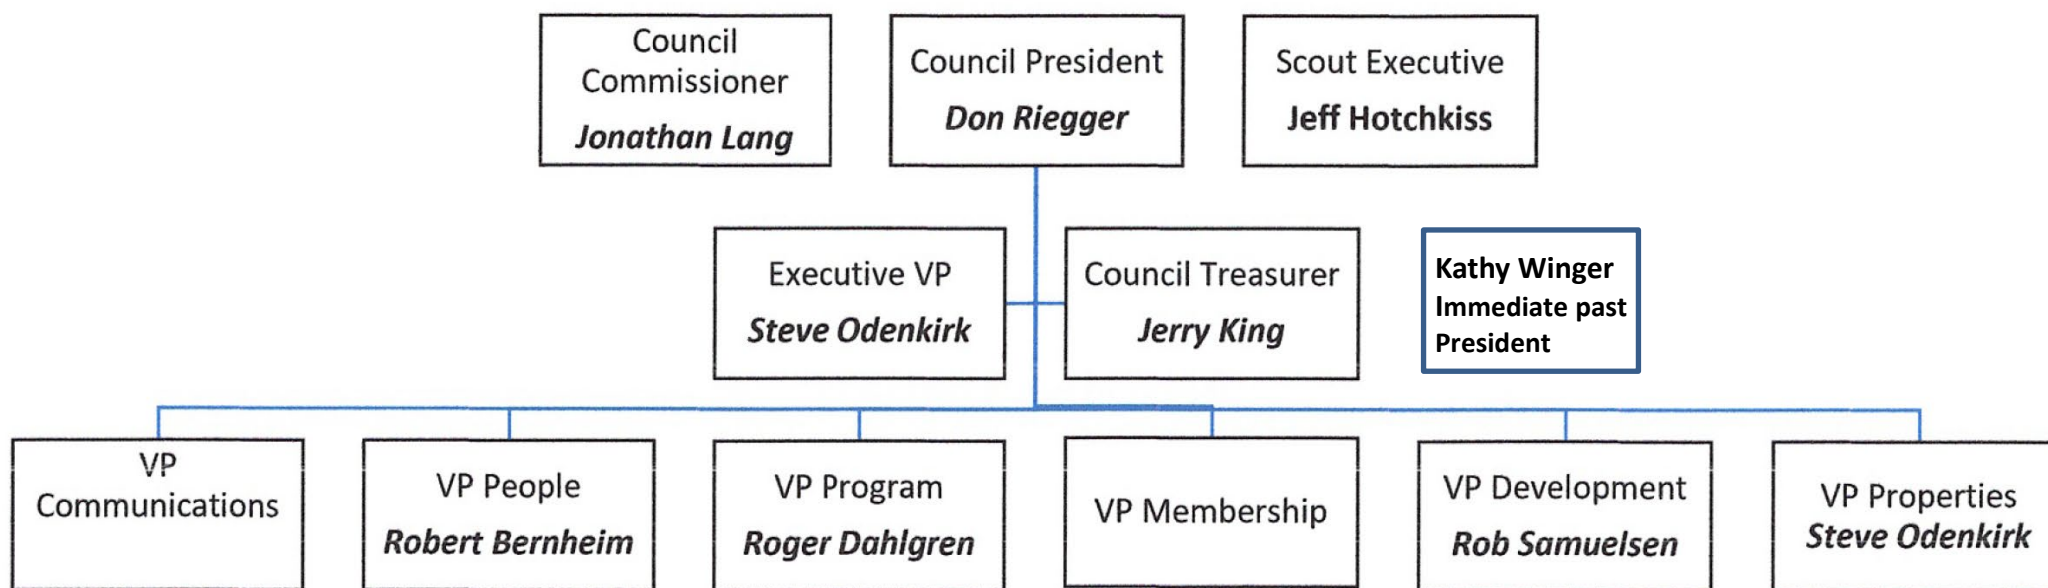 Council
Commissioner
Jonathan Lang
Council President
Don Riegger
Scout Executive
Jeff Hotchkiss
Executive VP
Steve Odenkirk
Council Treasurer
Jerry King
Kathy Winger
Immediate past
President
VP
Communications
VP People
Robert Bernheim
VP Program
Roger Dahlgren
VP Membership
VP Development
Rob Samuelsen
VP Properties
Steve Odenkirk